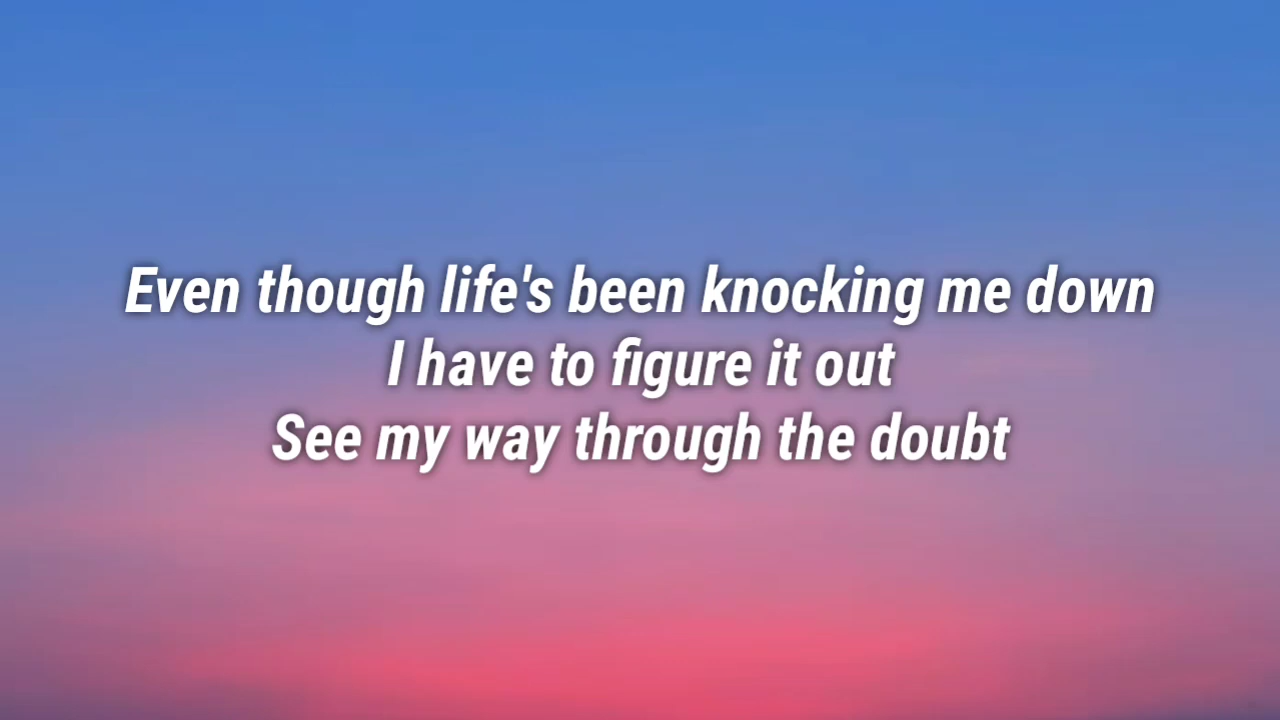 Even though life's been knocking me down
I have to figure it out
See my way through the doubt